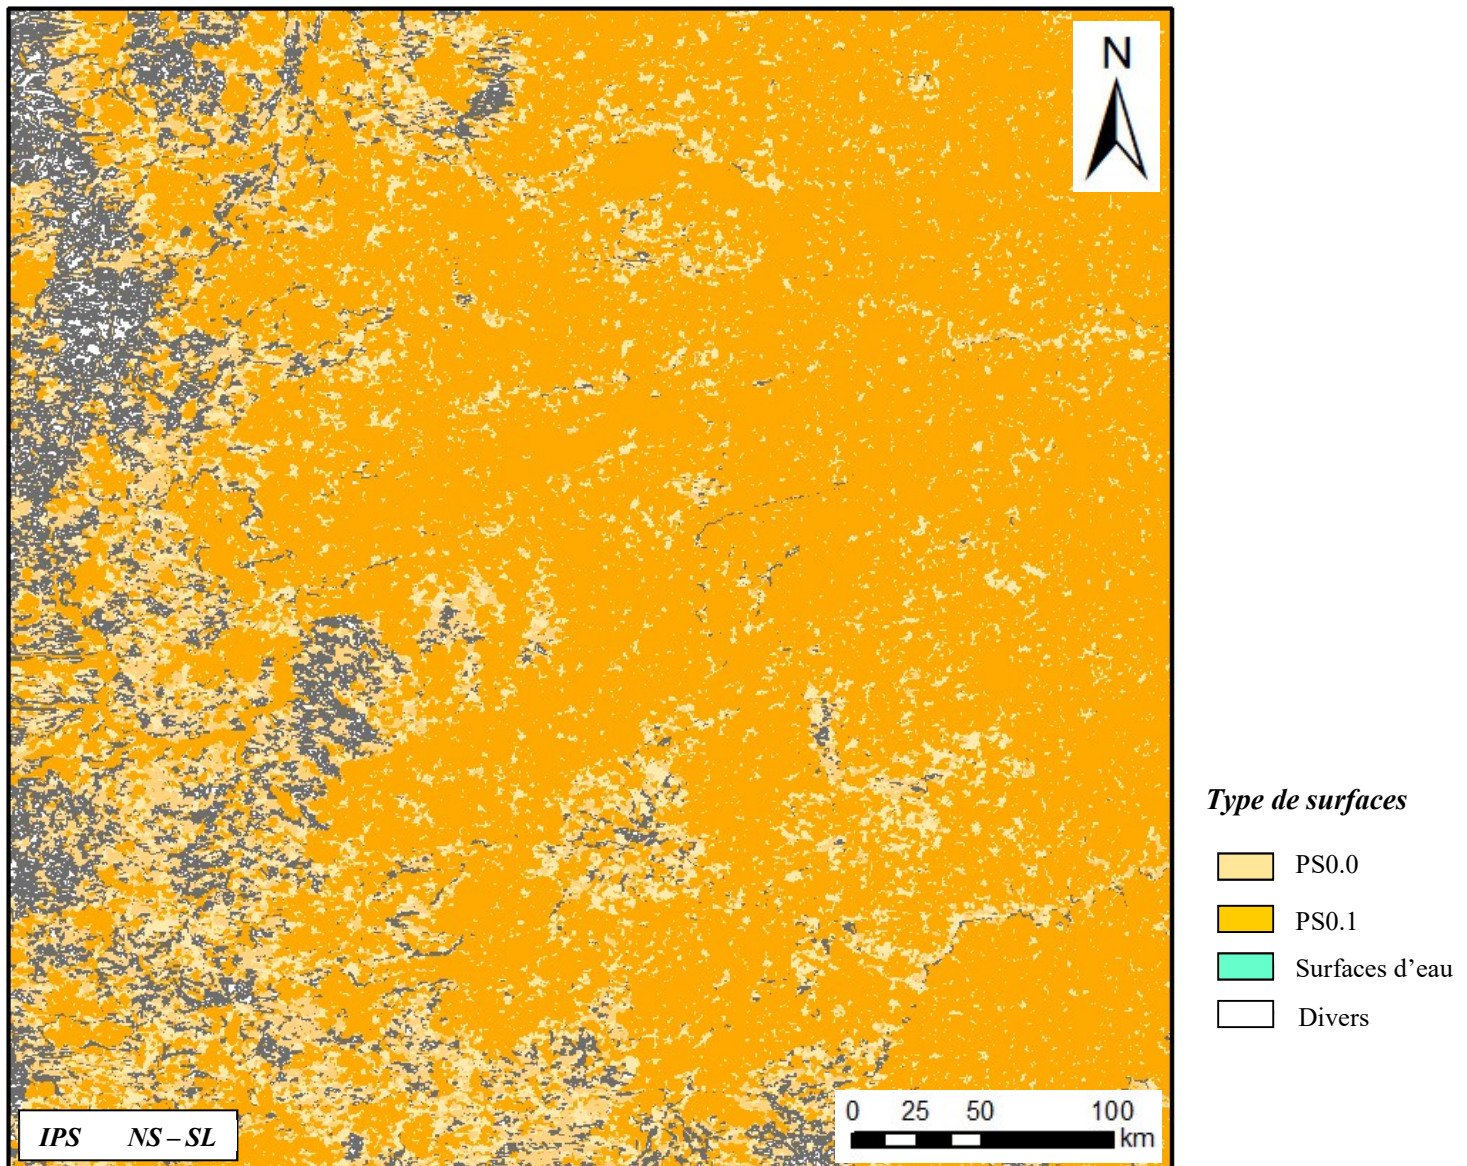 N
Type de surfaces
PS0.0
PS0.1
Surfaces d’eau
Divers
0 25 50 100
km
IPS NS – SL